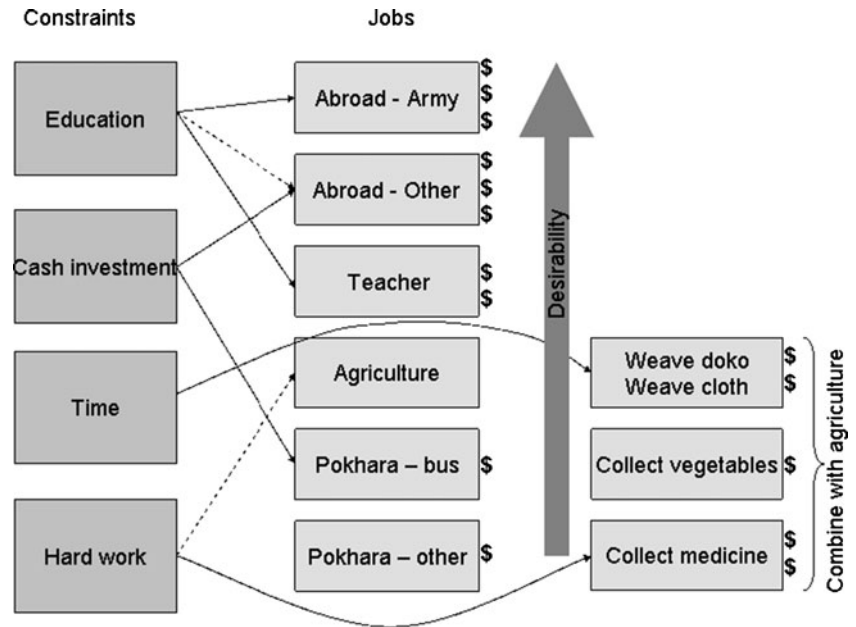 Constraints
Jobs
Education
Cash investment
Time
Hard work
Abroad - Army
$
$
$
Abroad - Other
$
$
$
Teacher
$
$
Agriculture
Pokhara – bus
$
Pokhara – other
$
Desirability
Weave doko
Weave cloth
$
$
Collect vegetables
$
Collect medicine
$
$
Combine with agriculture